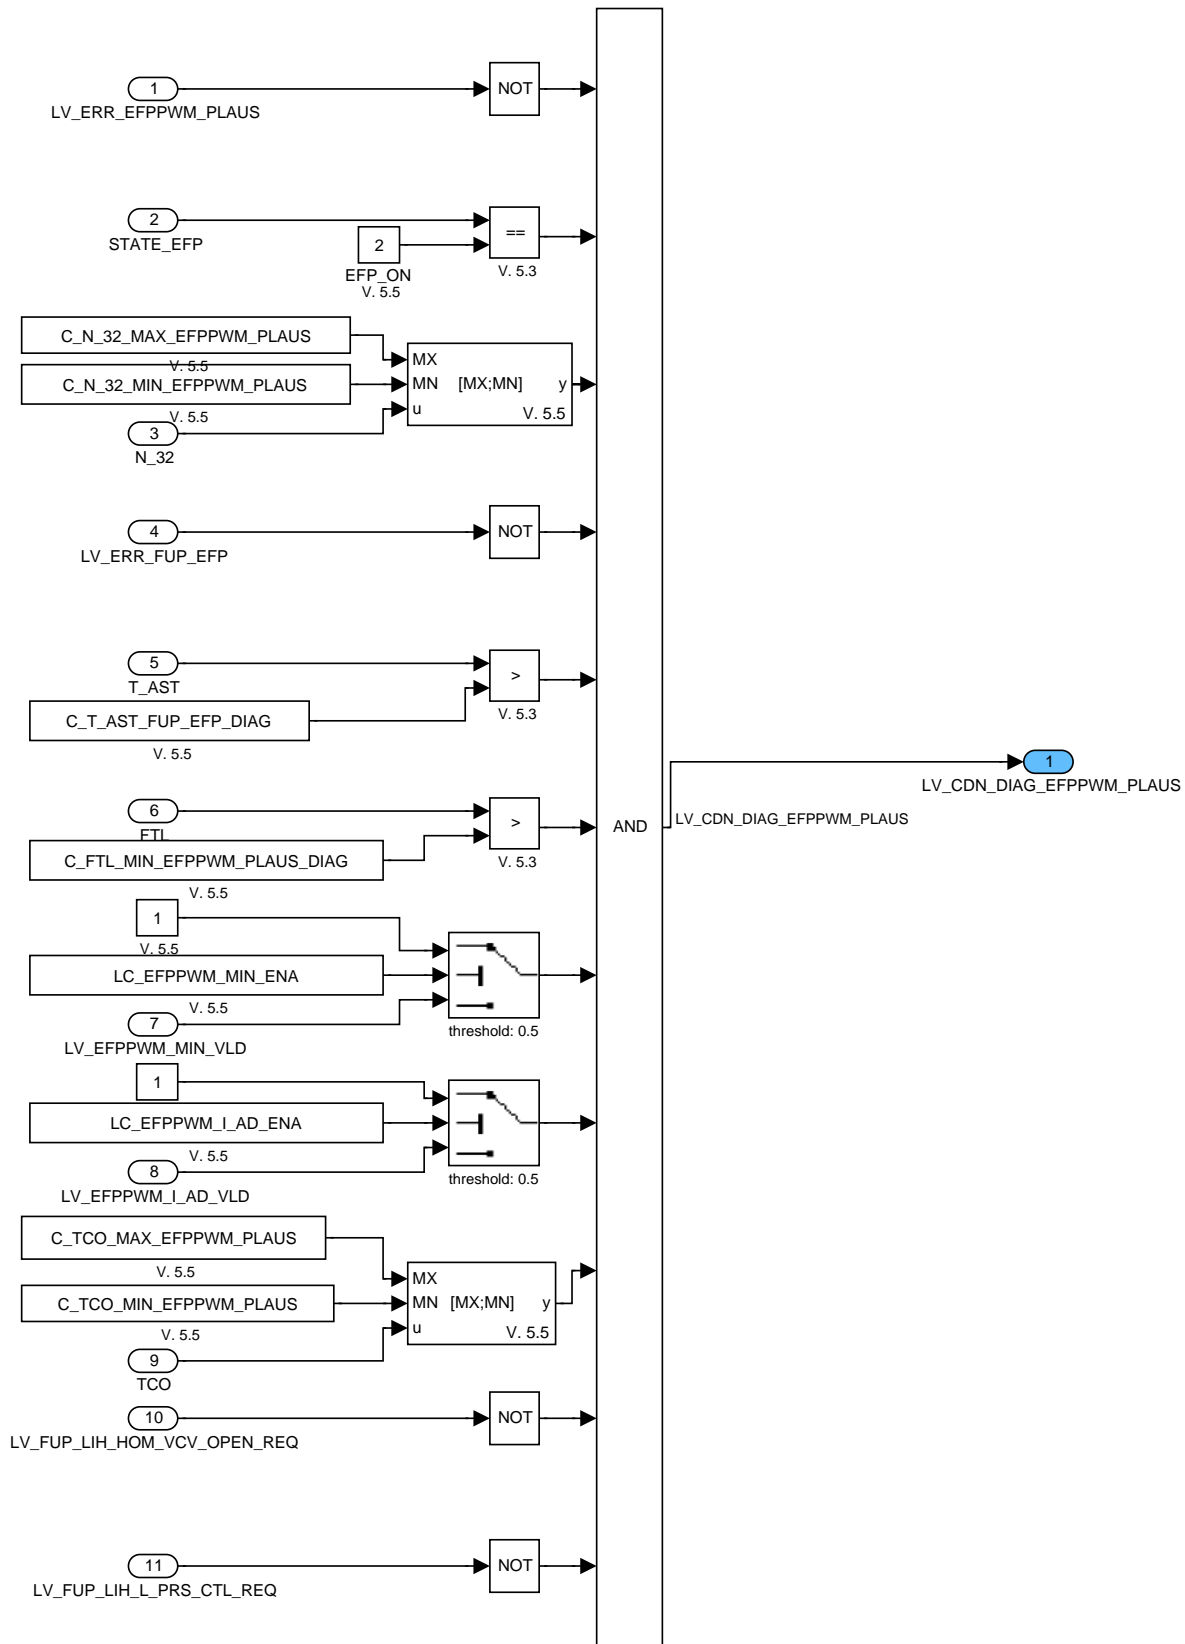 1
NOT
LV_ERR_EFPPWM_PLAUS
2
==
STATE_EFP
2
EFP_ON
V. 5.5
V. 5.3
C_N_32_MAX_EFPPWM_PLAUS
V. 5.5
C_N_32_MIN_EFPPWM_PLAUS
V. 5.5
MX
MN [MX;MN] y
u
V. 5.5
3
N_32
4
NOT
LV_ERR_FUP_EFP
5
>
T_AST
V. 5.3
C_T_AST_FUP_EFP_DIAG
V. 5.5
1
LV_CDN_DIAG_EFPPWM_PLAUS
6
>
FTL
AND
LV_CDN_DIAG_EFPPWM_PLAUS
C_FTL_MIN_EFPPWM_PLAUS_DIAG
V. 5.3
V. 5.5
1
V. 5.5
LC_EFPPWM_MIN_ENA
V. 5.5
7
threshold: 0.5
LV_EFPPWM_MIN_VLD
1
LC_EFPPWM_I_AD_ENA
V. 5.5
8
threshold: 0.5
LV_EFPPWM_I_AD_VLD
C_TCO_MAX_EFPPWM_PLAUS
V. 5.5
C_TCO_MIN_EFPPWM_PLAUS
V. 5.5
MX
MN [MX;MN] y
u
V. 5.5
9
TCO
10
NOT
LV_FUP_LIH_HOM_VCV_OPEN_REQ
11
NOT
LV_FUP_LIH_L_PRS_CTL_REQ